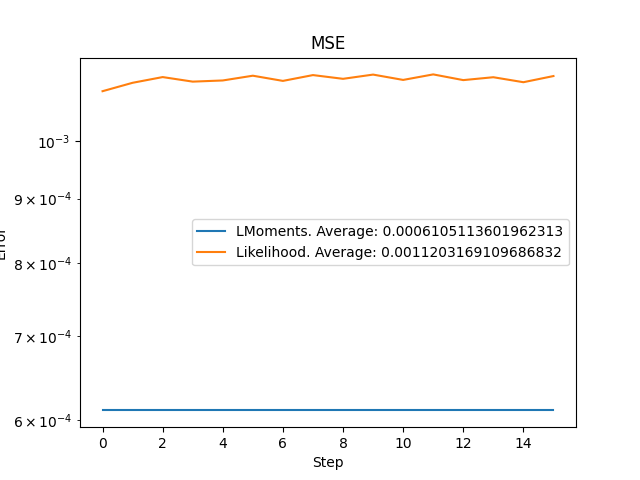 MSE
Error
10⁻³
9 × 10⁻⁴
8 × 10⁻⁴
7 × 10⁻⁴
6 × 10⁻⁴
LMoments. Average: 0.0006105113601962313
Likelihood. Average: 0.0011203169109686832
0 2 4 6 8 10 12 14
Step